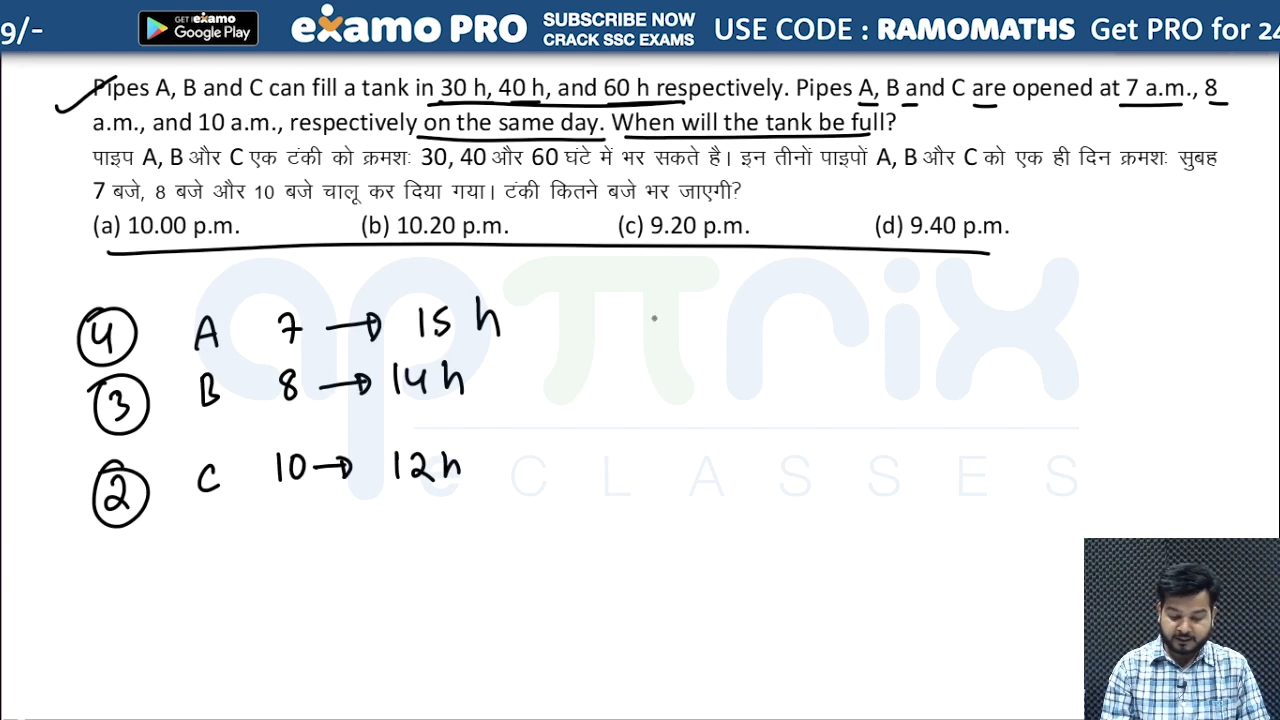 9/-
GET IT ON examo Google Play
examo PRO
SUBSCRIBE NOW
CRACK SSC EXAMS
USE CODE : RAMOMATHS Get PRO for 24
Pipes A, B and C can fill a tank in 30 h, 40 h, and 60 h respectively. Pipes A, B and C are opened at 7 a.m., 8
a.m., and 10 a.m., respectively on the same day. When will the tank be full?
पाइप A, B और C एक टंकी को क्रमशः 30, 40 और 60 घंटे में भर सकते है। इन तीनों पाइपों A, B और C को एक ही दिन क्रमशः सुबह
7 बजे, 8 बजे और 10 बजे चालू कर दिया गया। टंकी कितने बजे भर जाएगी?
(a) 10.00 p.m. (b) 10.20 p.m. (c) 9.20 p.m. (d) 9.40 p.m.
4 A 7 → 15 h
3 B 8 → 14 h
2 C 10 → 12 h
apπrix
e CLASSES